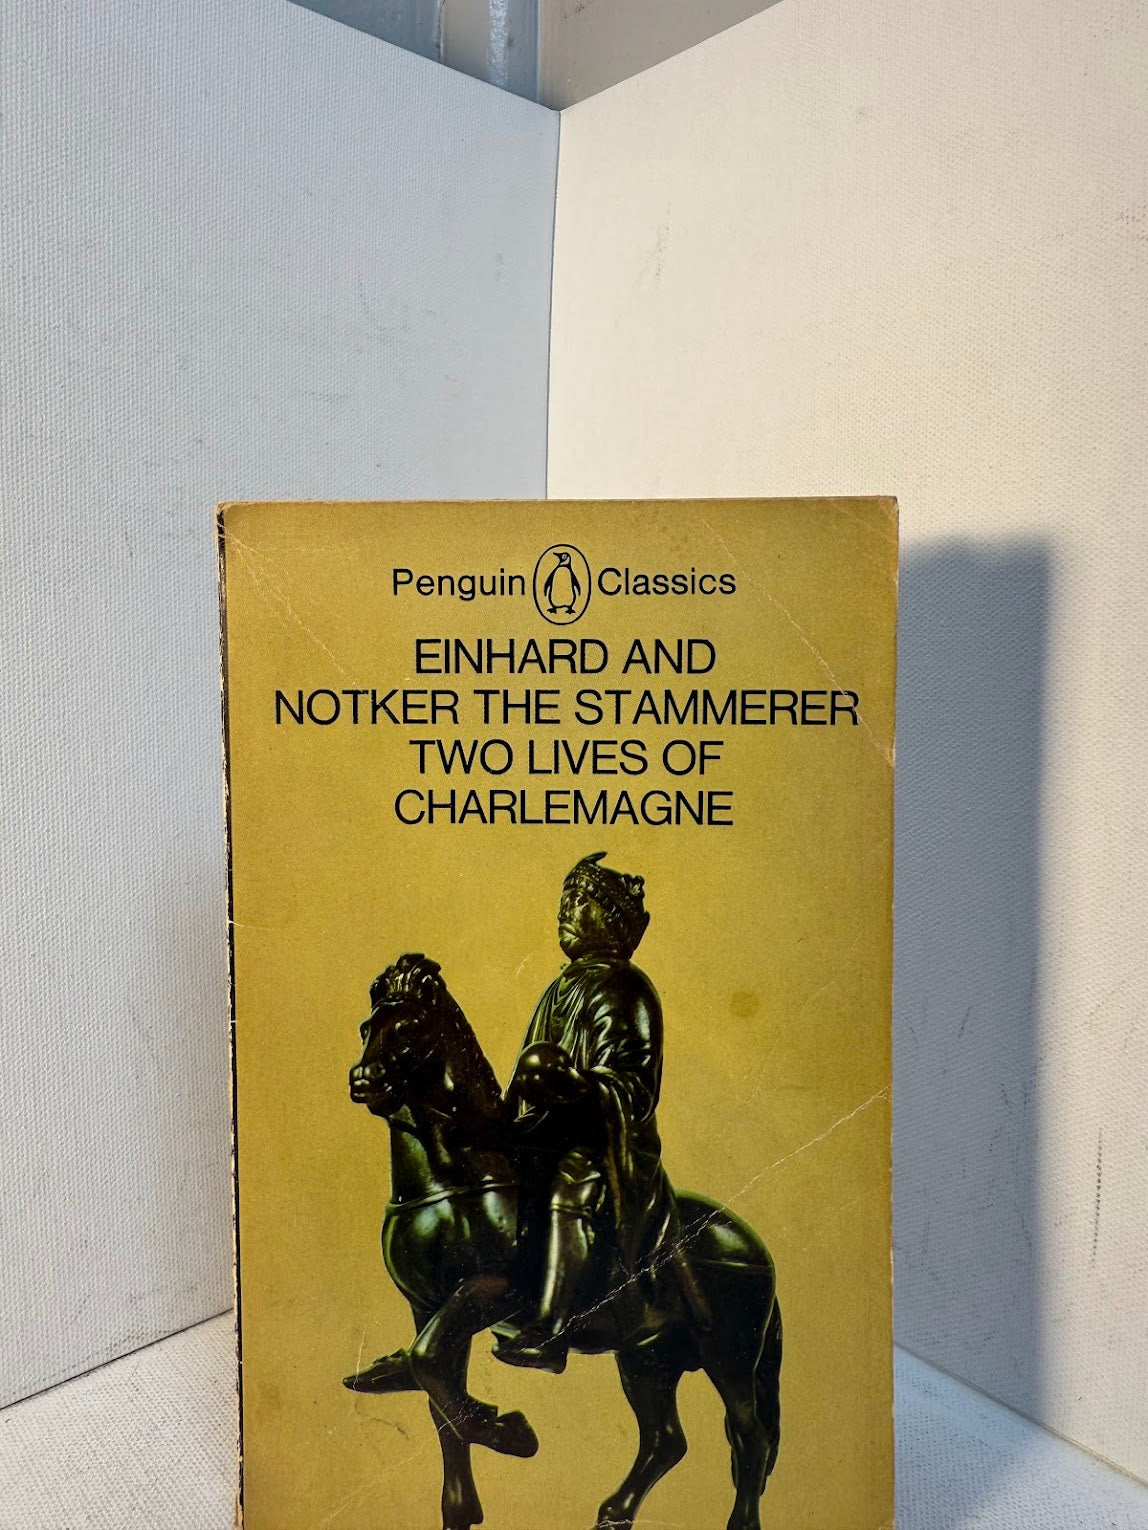 Penguin Classics
EINHARD AND
NOTKER THE STAMMERER
TWO LIVES OF
CHARLEMAGNE